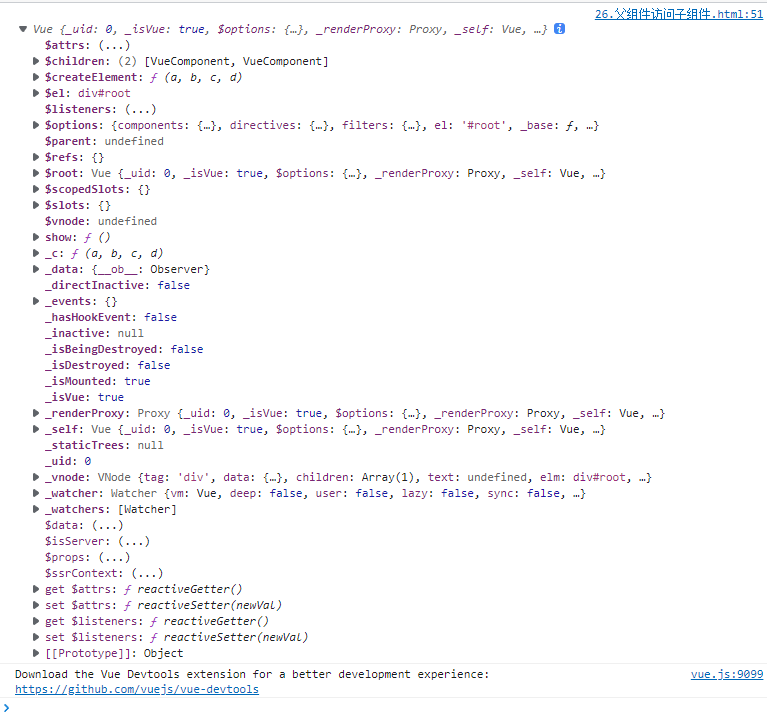 26.父组件访问子组件.html:51
Vue {_uid: 0, _isVue: true, $options: {…}, _renderProxy: Proxy, _self: Vue, …}
$attrs: (...)
$children: (2) [VueComponent, VueComponent]
$createElement: ƒ (a, b, c, d)
$el: div#root
$listeners: (...)
$options: {components: {…}, directives: {…}, filters: {…}, el: '#root', _base: ƒ, …}
$parent: undefined
$refs: {}
$root: Vue {_uid: 0, _isVue: true, $options: {…}, _renderProxy: Proxy, _self: Vue, …}
$scopedSlots: {}
$slots: {}
$vnode: undefined
show: ƒ ()
_c: ƒ (a, b, c, d)
_data: {__ob__: Observer}
_directInactive: false
_events: {}
_hasHookEvent: false
_inactive: null
_isBeingDestroyed: false
_isDestroyed: false
_isMounted: true
_isVue: true
_renderProxy: Proxy {_uid: 0, _isVue: true, $options: {…}, _renderProxy: Proxy, _self: Vue, …}
_self: Vue {_uid: 0, _isVue: true, $options: {…}, _renderProxy: Proxy, _self: Vue, …}
_staticTrees: null
_uid: 0
_vnode: VNode {tag: 'div', data: {…}, children: Array(1), text: undefined, elm: div#root, …}
_watcher: Watcher {vm: Vue, deep: false, user: false, lazy: false, sync: false, …}
_watchers: [Watcher]
$data: (...)
$isServer: (...)
$props: (...)
$ssrContext: (...)
get $attrs: ƒ reactiveGetter()
set $attrs: ƒ reactiveSetter(newVal)
get $listeners: ƒ reactiveGetter()
set $listeners: ƒ reactiveSetter(newVal)
[[Prototype]]: Object
Download the Vue Devtools extension for a better development experience: vue.js:9099
https://github.com/vuejs/vue-devtools